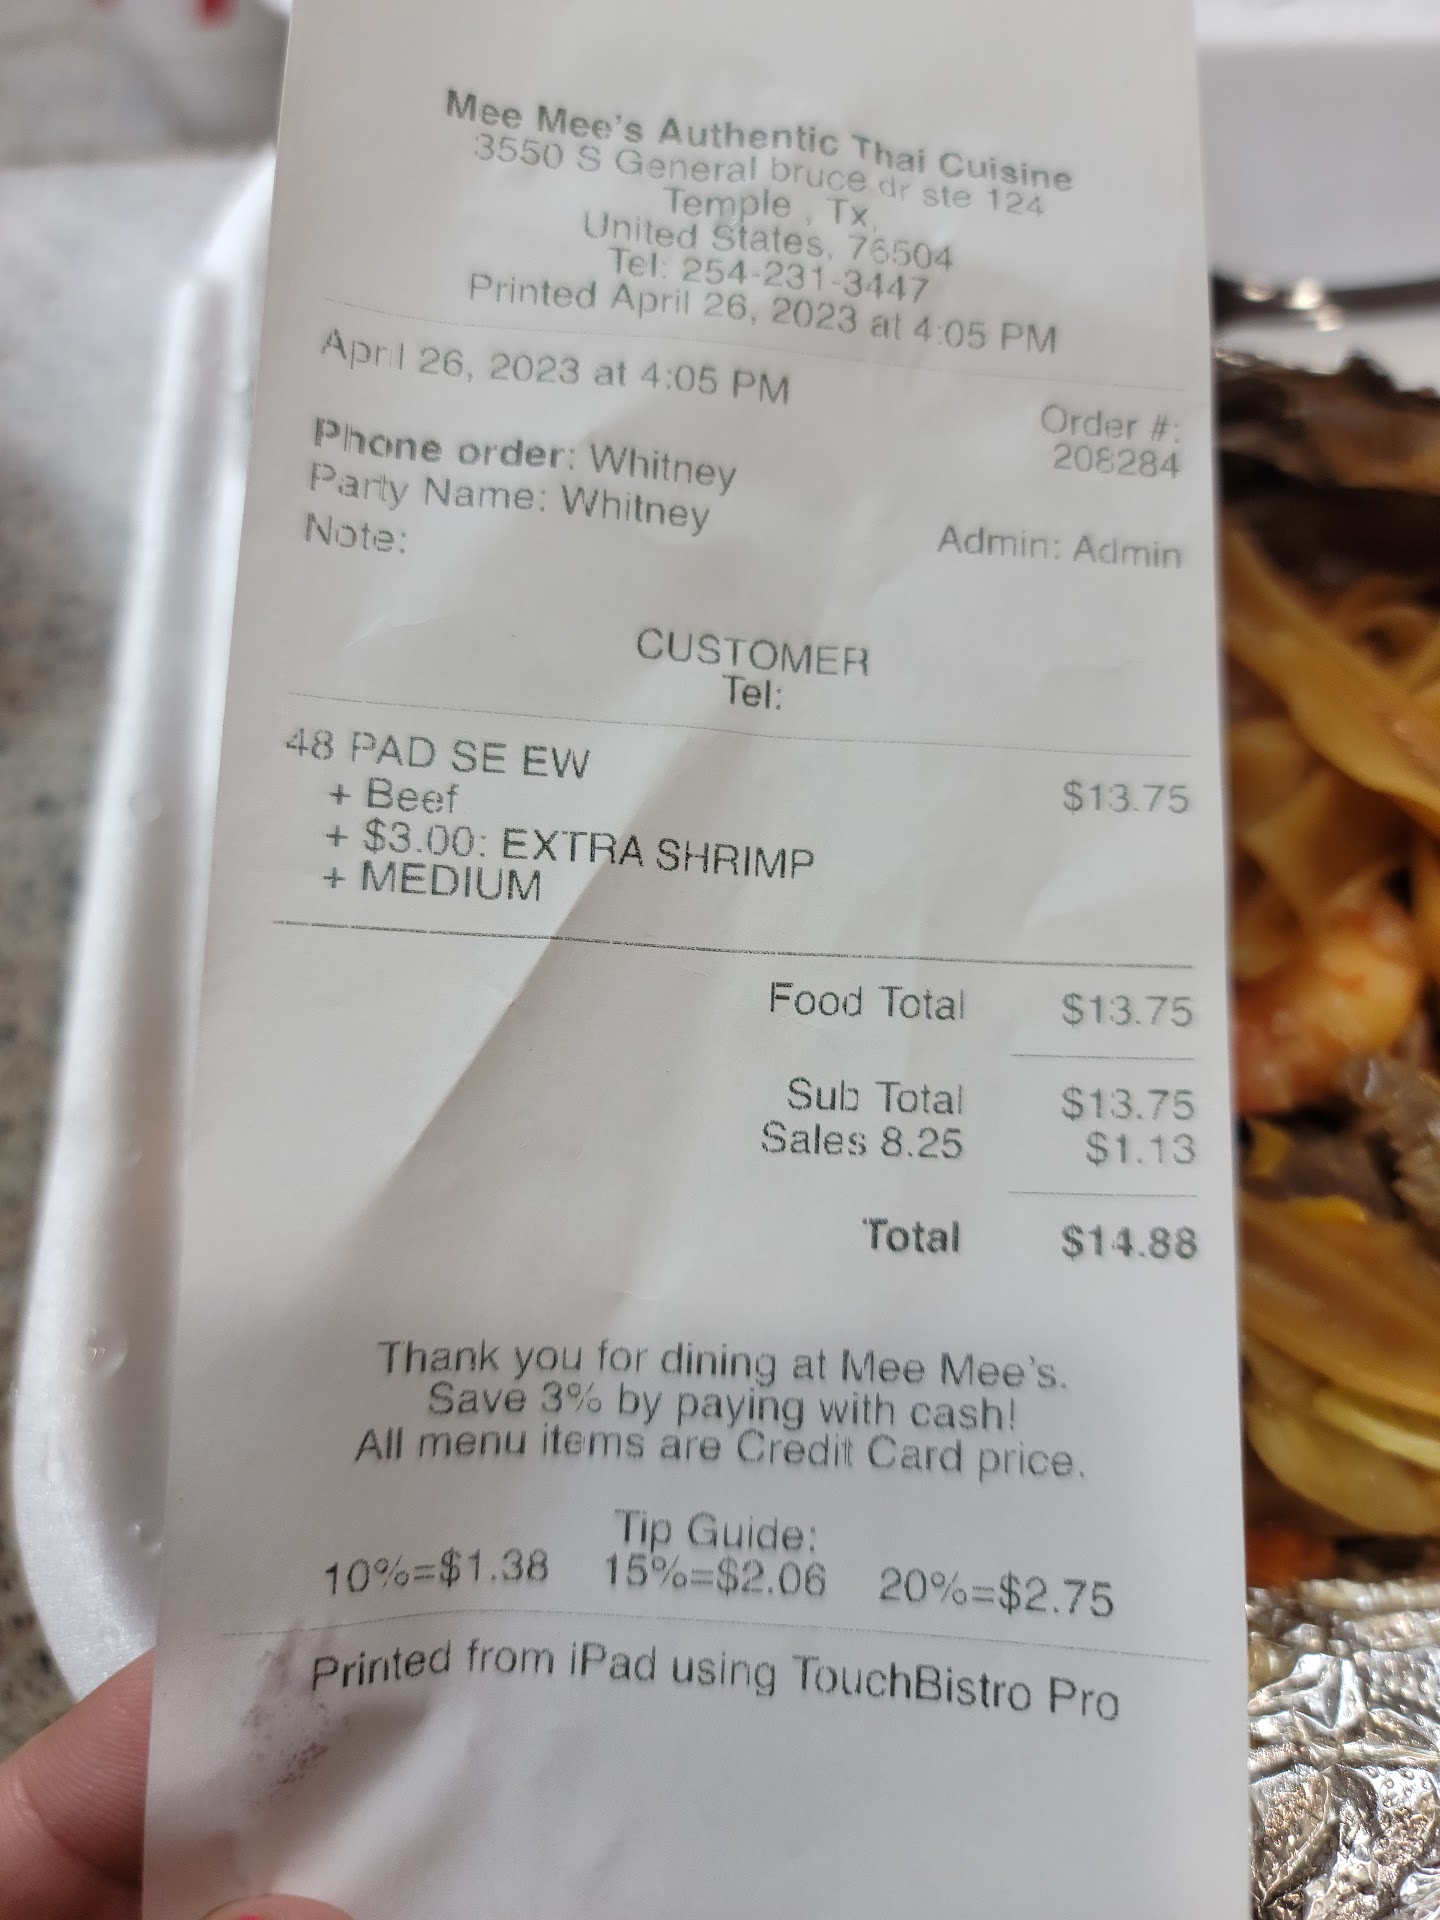 Mee Mee's Authentic Thai Cuisine
3550 S General bruce dr ste 124
Temple , Tx,
United States, 76504
Tel: 254-231-3447
Printed April 26, 2023 at 4:05 PM
April 26, 2023 at 4:05 PM
Order #:
208284
Phone order: Whitney
Party Name: Whitney
Note:
Admin: Admin
CUSTOMER
Tel:
48 PAD SE EW $13.75
+ Beef
+ $3.00: EXTRA SHRIMP
+ MEDIUM
Food Total $13.75
Sub Total $13.75
Sales 8.25 $1.13
Total $14.88
Thank you for dining at Mee Mee's.
Save 3% by paying with cash!
All menu items are Credit Card price.
Tip Guide:
10%=$1.38 15%=$2.06 20%=$2.75
Printed from iPad using TouchBistro Pro